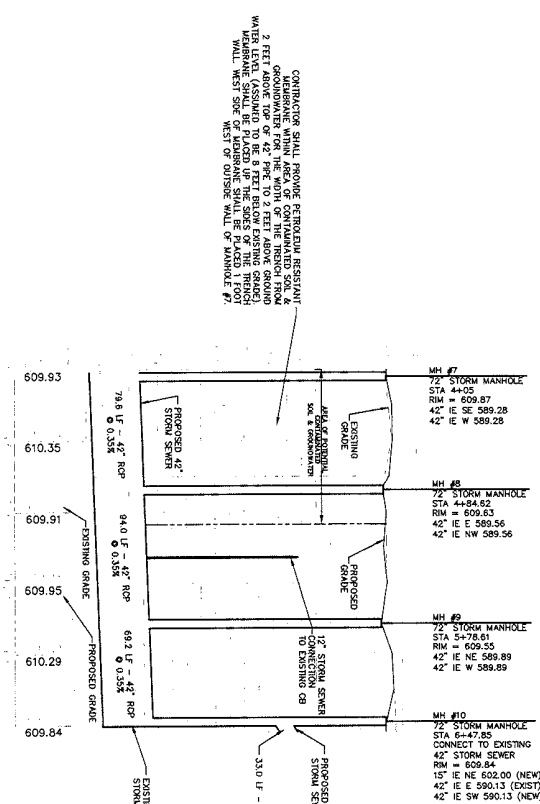 CONTRACTOR SHALL PROVIDE PETROLEUM RESISTANT
MEMBRANE WITHIN AREA OF CONTAMINATED SOIL &
GROUNDWATER FOR THE WIDTH OF THE TRENCH FROM
2 FEET ABOVE TOP OF 42" PIPE TO 2 FEET ABOVE GROUND
WATER LEVEL (ASSUMED TO BE 8 FEET BELOW EXISTING GRADE).
MEMBRANE SHALL BE PLACED UP THE SIDES OF THE TRENCH
WALL. WEST SIDE OF MEMBRANE SHALL BE PLACED 1 FOOT
WEST OF OUTSIDE WALL OF MANHOLE #7.
MH #7
72" STORM MANHOLE
STA 4+05
RIM = 609.87
42" IE SE 589.28
42" IE W 589.28
MH #8
72" STORM MANHOLE
STA 4+84.62
RIM = 609.63
42" IE E 589.56
42" IE NW 589.56
MH #9
72" STORM MANHOLE
STA 5+78.61
RIM = 609.55
42" IE NE 589.89
42" IE W 589.89
MH #10
72" STORM MANHOLE
STA 6+47.85
CONNECT TO EXISTING
42" STORM SEWER
RIM = 609.84
15" IE NE 602.00 (NEW)
42" IE E 590.13 (EXIST)
42" IE SW 590.13 (NEW)
EXISTING
GRADE
AREA OF POTENTIAL
CONTAMINATED
SOIL & GROUNDWATER
PROPOSED 42"
STORM SEWER
79.6 LF - 42" RCP
@ 0.35%
PROPOSED
GRADE
94.0 LF - 42" RCP
@ 0.35%
12" STORM SEWER
CONNECTION
TO EXISTING CB
69.2 LF - 42" RCP
@ 0.35%
EXISTING GRADE
PROPOSED GRADE
PROPOSED
STORM SE
33.0 LF -
EXISTI
STOR
609.93
610.35
609.91
609.95
610.29
609.84